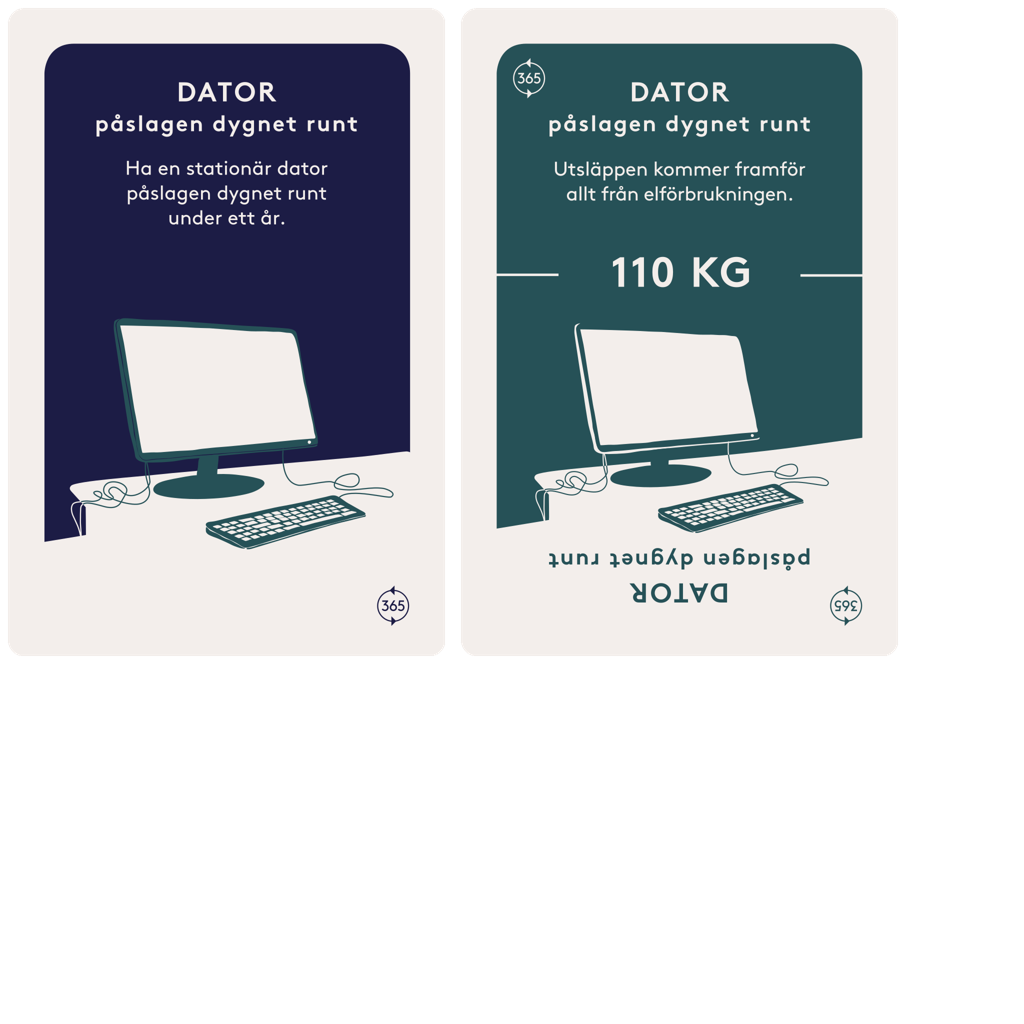 DATOR
påslagen dygnet runt
Ha en stationär dator
påslagen dygnet runt
under ett år.
365
365
DATOR
påslagen dygnet runt
Utsläppen kommer framför
allt från elförbrukningen.
110 KG
påslagen dygnet runt
DATOR
365